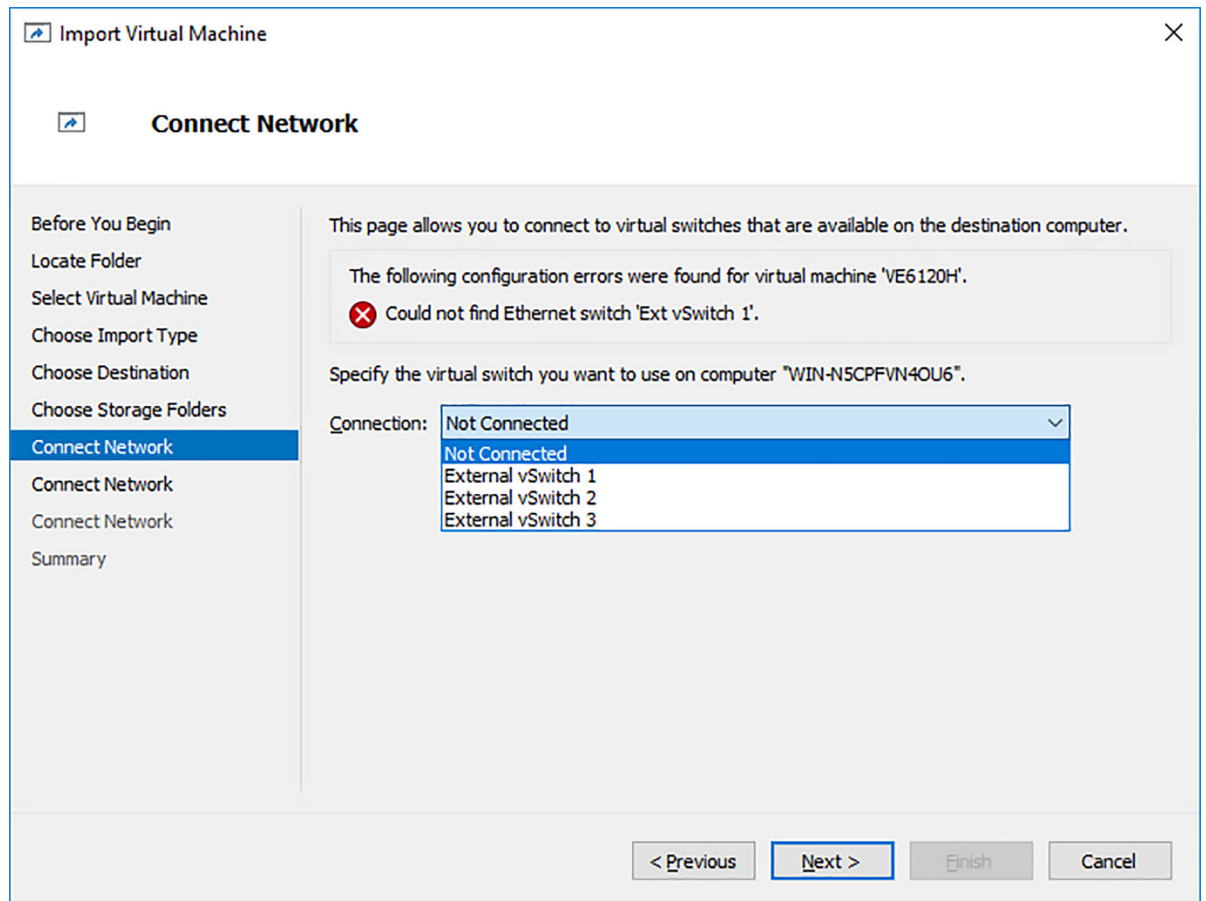 Import Virtual Machine
Connect Network
Before You Begin
Locate Folder
Select Virtual Machine
Choose Import Type
Choose Destination
Choose Storage Folders
Connect Network
Connect Network
Connect Network
Summary
This page allows you to connect to virtual switches that are available on the destination computer.
The following configuration errors were found for virtual machine 'VE6120H'.
Could not find Ethernet switch 'Ext vSwitch 1'.
Specify the virtual switch you want to use on computer "WIN-N5CPFVN4OU6".
Connection: Not Connected
Not Connected
External vSwitch 1
External vSwitch 2
External vSwitch 3
< Previous Next > Finish Cancel